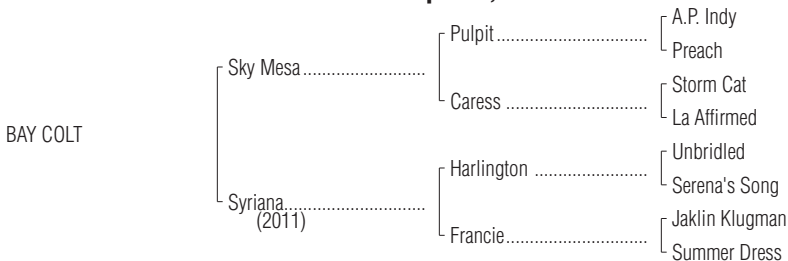 A.P. Indy
Pulpit
Preach
Sky Mesa
Storm Cat
Caress
La Affirmed
BAY COLT
Unbridled
Harlington
Serena's Song
Syriana
(2011)
Jaklin Klugman
Francie
Summer Dress